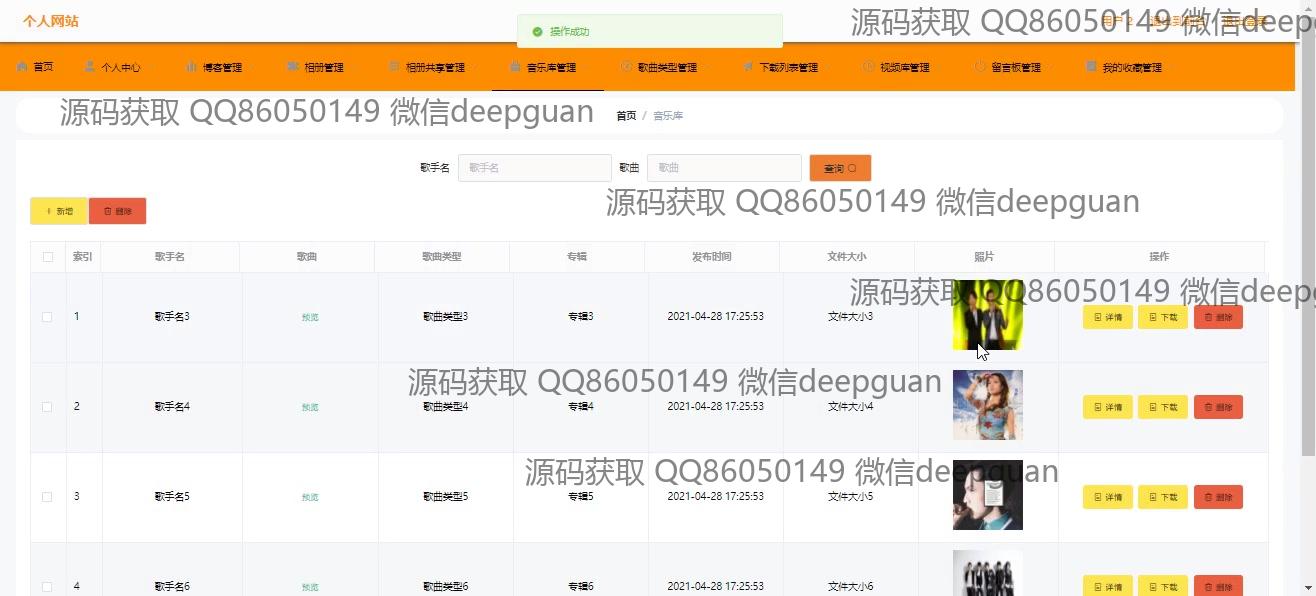 个人网站
操作成功
源码获取 QQ86050149 微信deep
首页 个人中心 博客管理 相册管理 相册共享管理 音乐库管理 歌曲类型管理 下载列表管理 视频库管理 留言板管理 我的收藏管理
源码获取 QQ86050149 微信deepguan
首页 / 音乐库
歌手名 歌手名 歌曲 歌曲 查询
源码获取 QQ86050149 微信deepguan
新增 删除
索引 歌手名 歌曲 歌曲类型 专辑 发布时间 文件大小 照片 操作
源码获取 QQ86050149 微信deepg
1 歌手名3 预览 歌曲类型3 专辑3 2021-04-28 17:25:53 文件大小3 详情 下载 删除
源码获取 QQ86050149 微信deepguan
2 歌手名4 预览 歌曲类型4 专辑4 2021-04-28 17:25:53 文件大小4 详情 下载 删除
源码获取 QQ86050149 微信deepguan
3 歌手名5 预览 歌曲类型5 专辑5 2021-04-28 17:25:53 文件大小5 详情 下载 删除
4 歌手名6 预览 歌曲类型6 专辑6 2021-04-28 17:25:53 文件大小6 详情 下载 删除